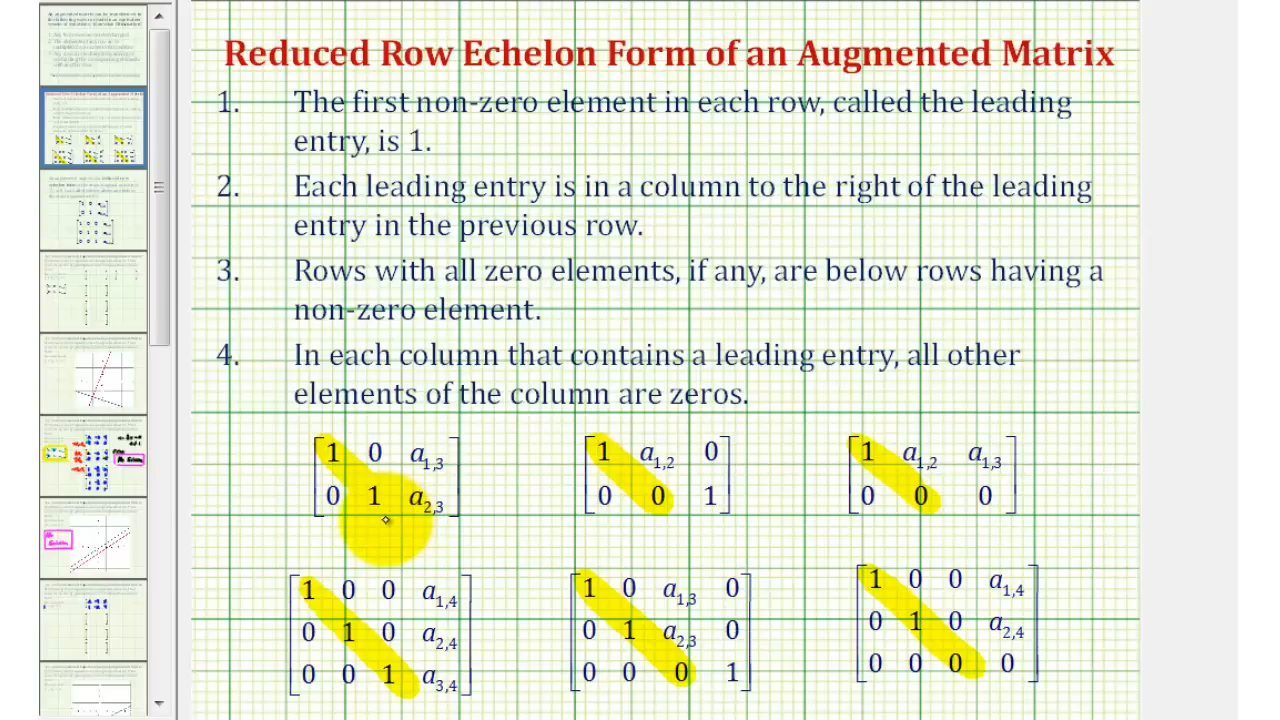 Reduced Row Echelon Form of an Augmented Matrix
1. The first non-zero element in each row, called the leading
entry, is 1.
2. Each leading entry is in a column to the right of the leading
entry in the previous row.
3. Rows with all zero elements, if any, are below rows having a
non-zero element.
4. In each column that contains a leading entry, all other
elements of the column are zeros.
1 0 a1,3
0 1 a2,3
1 a1,2 0
0 0 1
1 a1,2 a1,3
0 0 0
1 0 0 a1,4
0 1 0 a2,4
0 0 1 a3,4
1 0 a1,3 0
0 1 a2,3 0
0 0 0 1
1 0 0 a1,4
0 1 0 a2,4
0 0 0 0